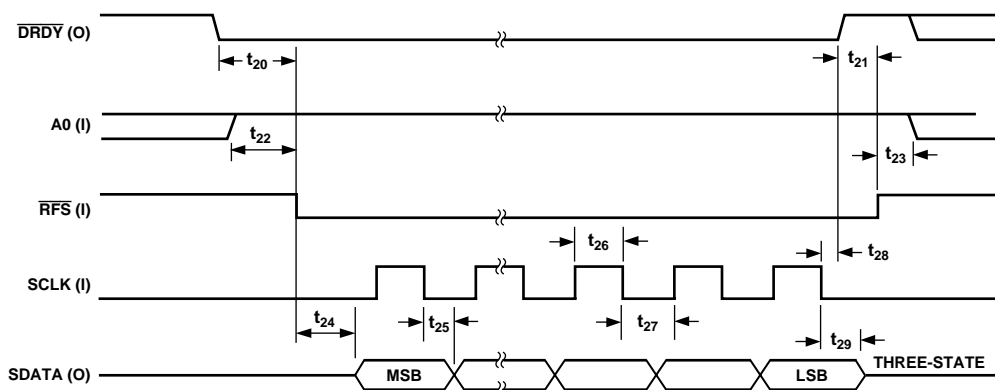 DRDY (O)
t20
t21
A0 (I)
t22
t23
RFS (I)
t26
t28
SCLK (I)
t24
t25
t27
t29
SDATA (O)
MSB
LSB
THREE-STATE